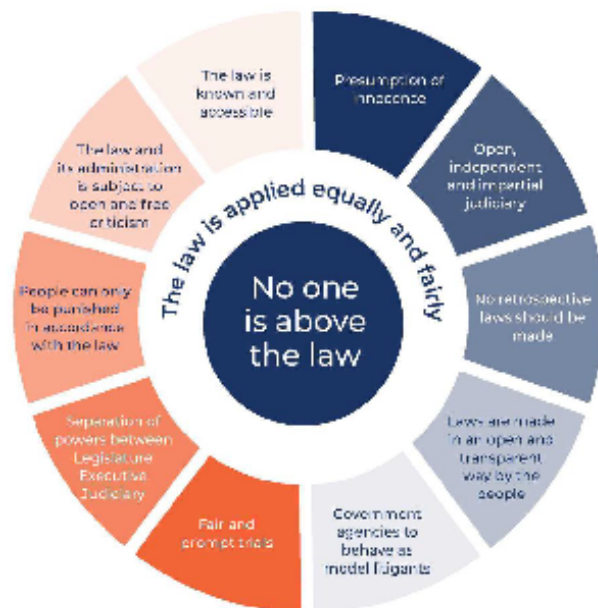 The law is applied equally and fairly
No one
is above
the law
Presumption of
innocence
Open,
independent
and impartial
judiciary
No retrospective
laws should be
made
Laws are made
in an open and
transparent
way by the
people
Government
agencies to
behave as
model litigants
Fair and
prompt trials
Separation of
powers between
Legislature
Executive
Judiciary
People can only
be punished
in accordance
with the law
The law and
its administration
is subject to
open and free
criticism
The law is
known and
accessible